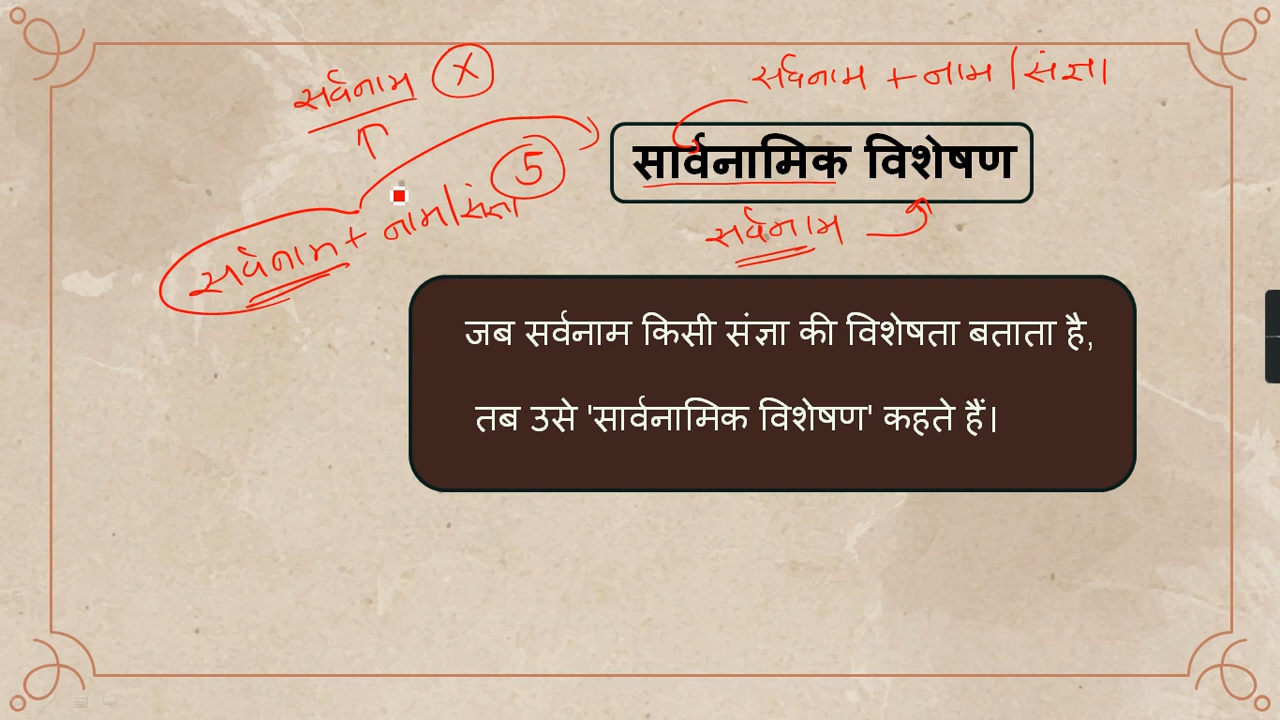 सर्वनाम X
सर्वनाम + नाम/संज्ञा
5
सर्वनाम + नाम/संज्ञा
सार्वनामिक विशेषण
सर्वनाम
जब सर्वनाम किसी संज्ञा की विशेषता बताता है,
तब उसे 'सार्वनामिक विशेषण' कहते हैं।